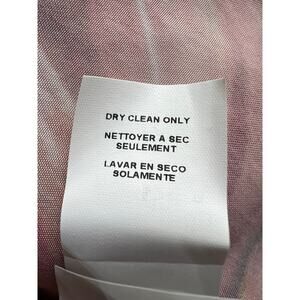 DRY CLEAN ONLY
NETTOYER A SEC
SEULEMENT
LAVAR EN SECO
SOLAMENTE